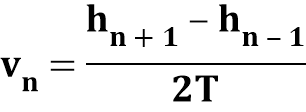 vₙ = (hₙ ₊ ₁ – hₙ ₋ ₁) / 2T